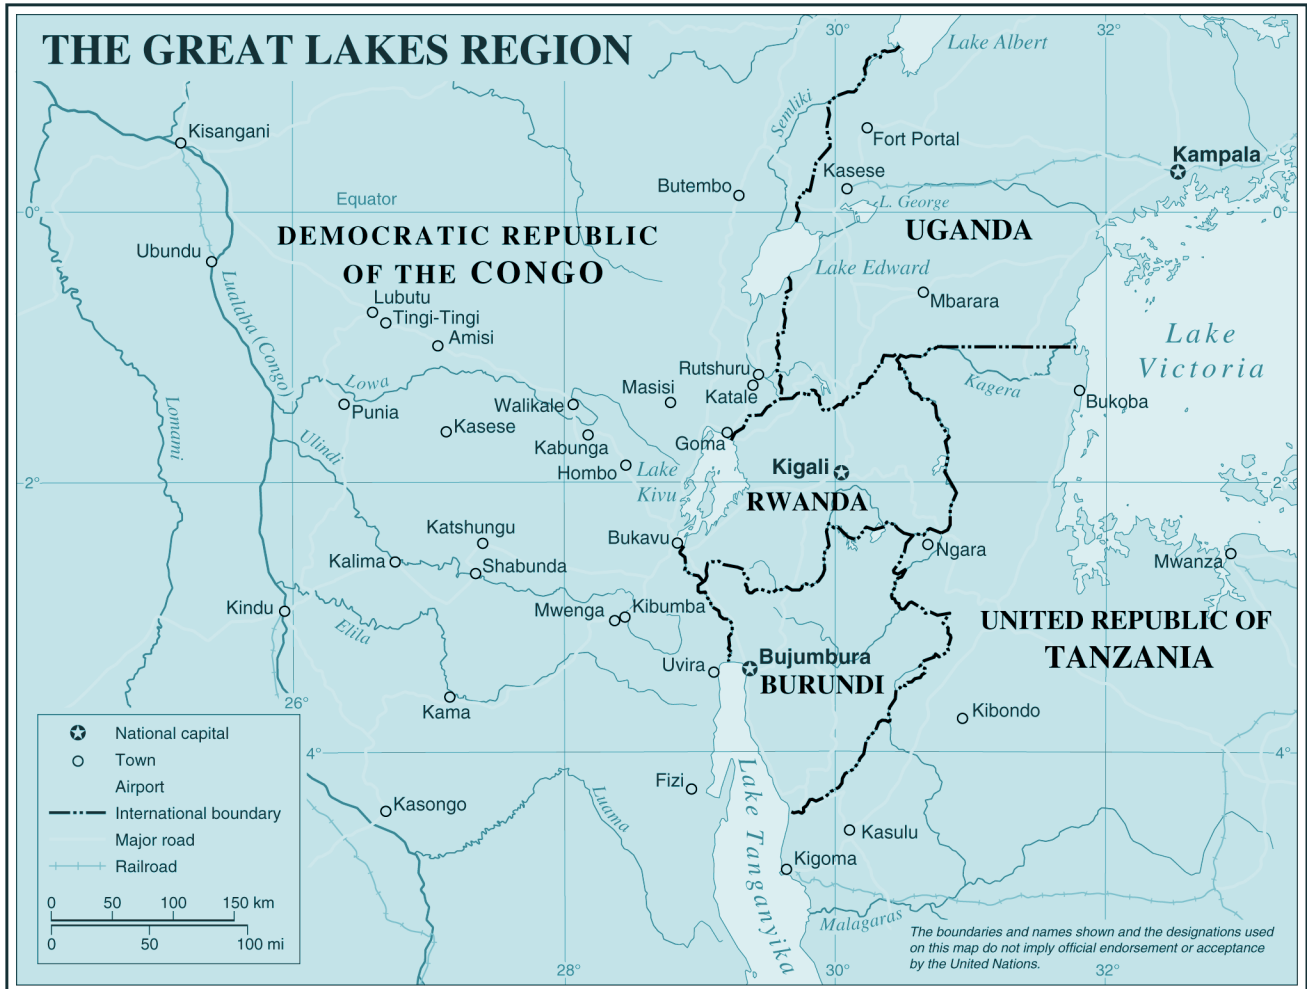 THE GREAT LAKES REGION
30°
32°
Lake Albert
Semliki
Kisangani
Fort Portal
Kampala
Kasese
Butembo
Equator
L. George
0°
0°
DEMOCRATIC REPUBLIC
OF THE CONGO
UGANDA
Ubundu
Lake Edward
Lualaba (Congo)
Lubutu
Tingi-Tingi
Mbarara
Amisi
Lake
Victoria
Rutshuru
Lowa
Masisi
Katale
Kagera
Walikale
Bukoba
Punia
Lomami
Kasese
Goma
Ulindi
Kabunga
Hombo
Lake
Kivu
Kigali
2°
2°
RWANDA
Katshungu
Bukavu
Ngara
Kalima
Shabunda
Mwanza
Kindu
Mwenga
Kibumba
Elila
UNITED REPUBLIC OF
TANZANIA
Uvira
Bujumbura
BURUNDI
26°
Kama
Kibondo
National capital
4°
4°
Town
Airport
International boundary
Major road
Railroad
0 50 100 150 km
0 50 100 mi
Fizi
Lake Tanganyika
Luama
Kasongo
Kasulu
Kigoma
Malagaras
The boundaries and names shown and the designations used
on this map do not imply official endorsement or acceptance
by the United Nations.
28°
30°
32°